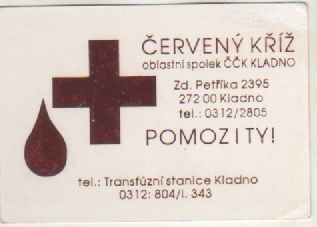 ČERVENÝ KŘÍŽ
oblastní spolek ČČK KLADNO
Zd. Petříka 2395
272 00 Kladno
tel.: 0312/2805
POMOZ I TY!
tel.: Transfúzní stanice Kladno
0312: 804/l. 343